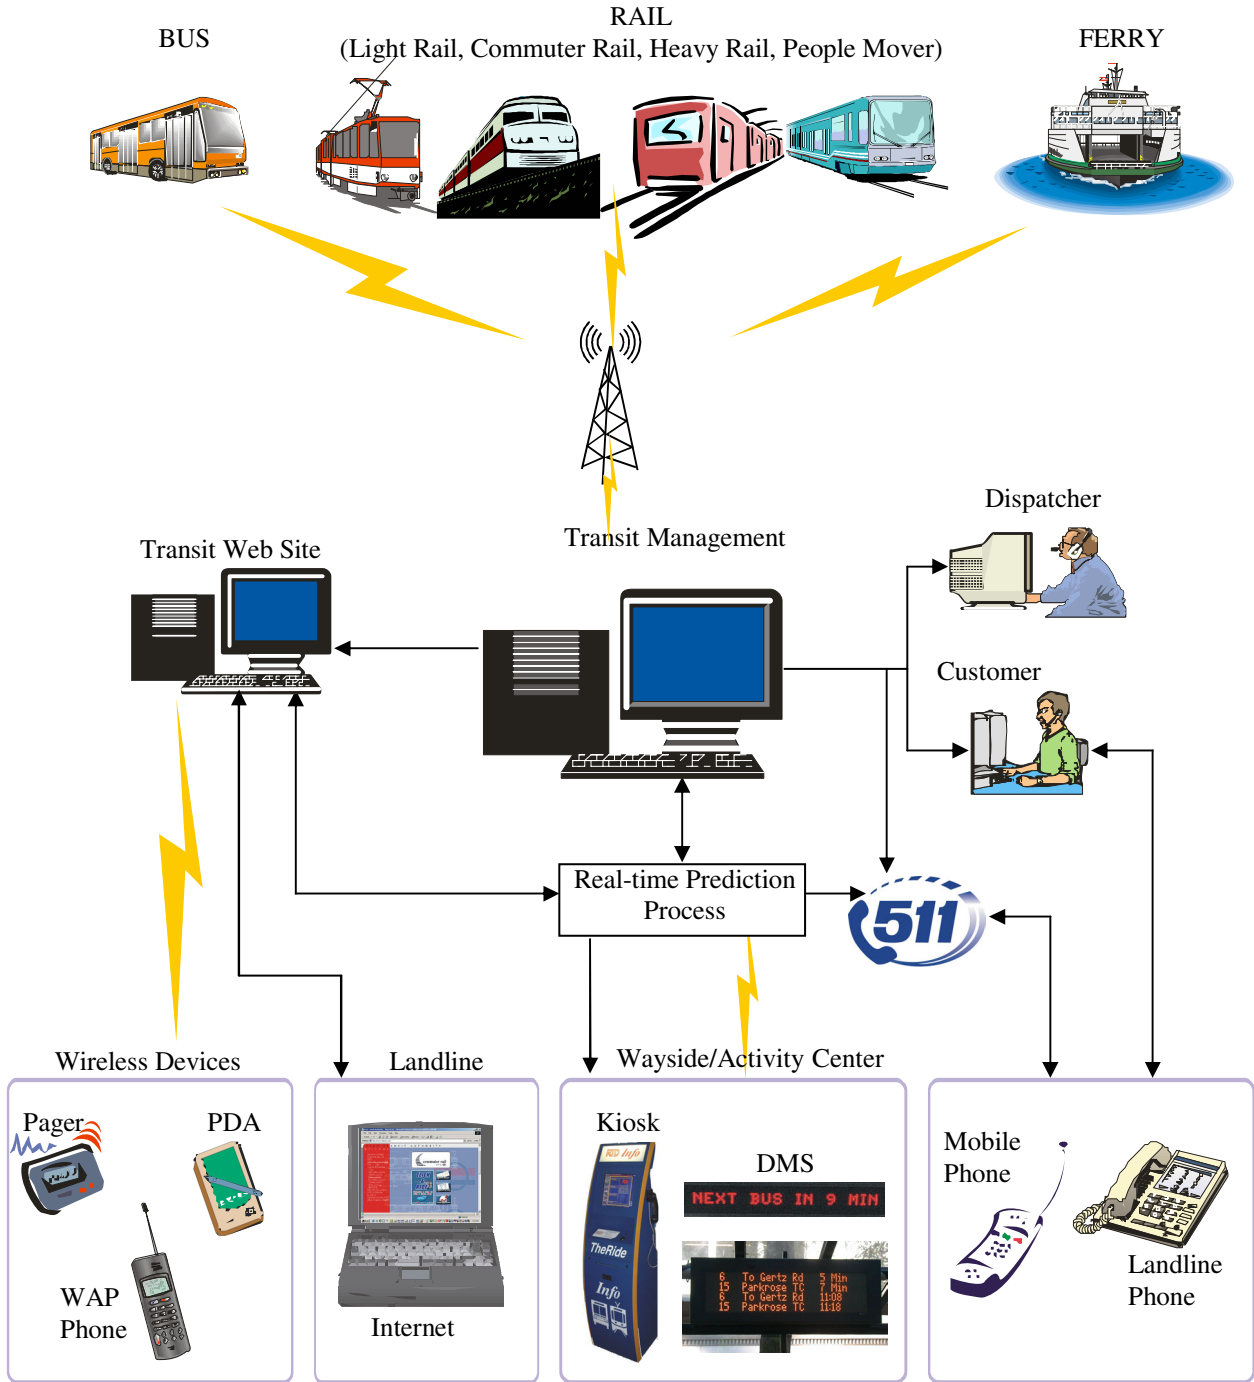 RAIL
BUS
(Light Rail, Commuter Rail, Heavy Rail, People Mover)
FERRY
Dispatcher
Transit Web Site
Transit Management
Customer
Real-time Prediction
Process
511
Wireless Devices
Landline
Wayside/Activity Center
Pager
PDA
WAP
Phone
Internet
Kiosk
Info
TheRide
Info
DMS
NEXT BUS IN 9 MIN
6 To Gertz Rd 5 Min
15 Parkrose TC 7 Min
6 To Gertz Rd 11:08
15 Parkrose TC 11:18
Mobile
Phone
Landline
Phone